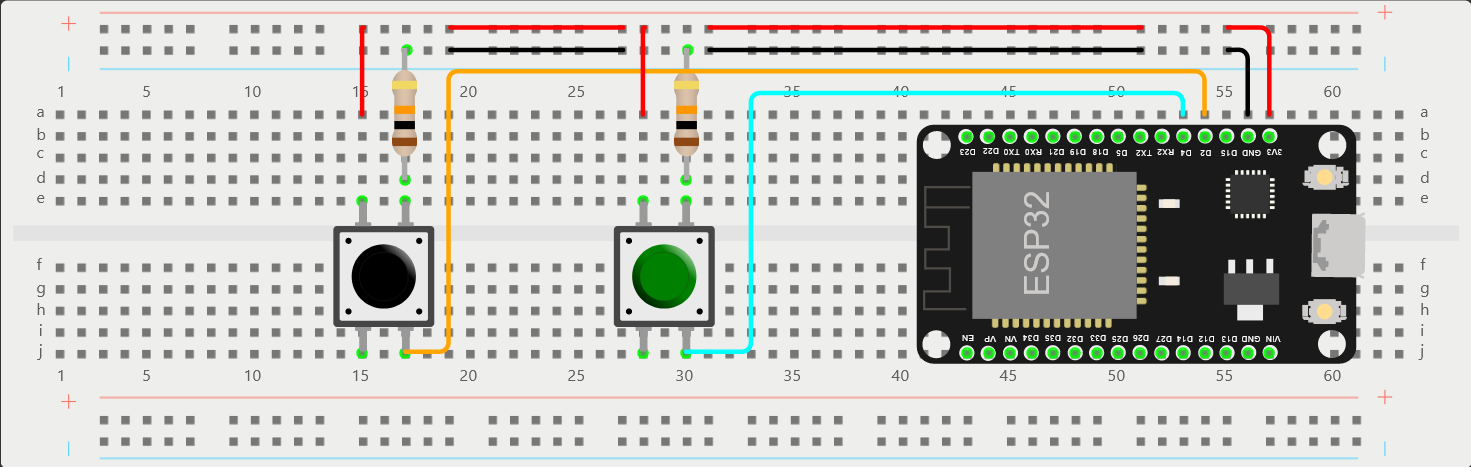 + +
1 5 10 15 20 25 35 40 45 50 55 60
a a
b b
D23 D22 TX0 RX0 D21 D19 D18 D5 TX2 RX2 D4 D2 D15 GND 3V3
c c
d d
e e
ESP32
f f
g g
h h
i i
EN VP VN D34 D35 D32 D33 D25 D26 D27 D14 D12 D13 GND VIN
j j
1 5 10 15 20 25 30 35 40 45 50 55 60
+ +